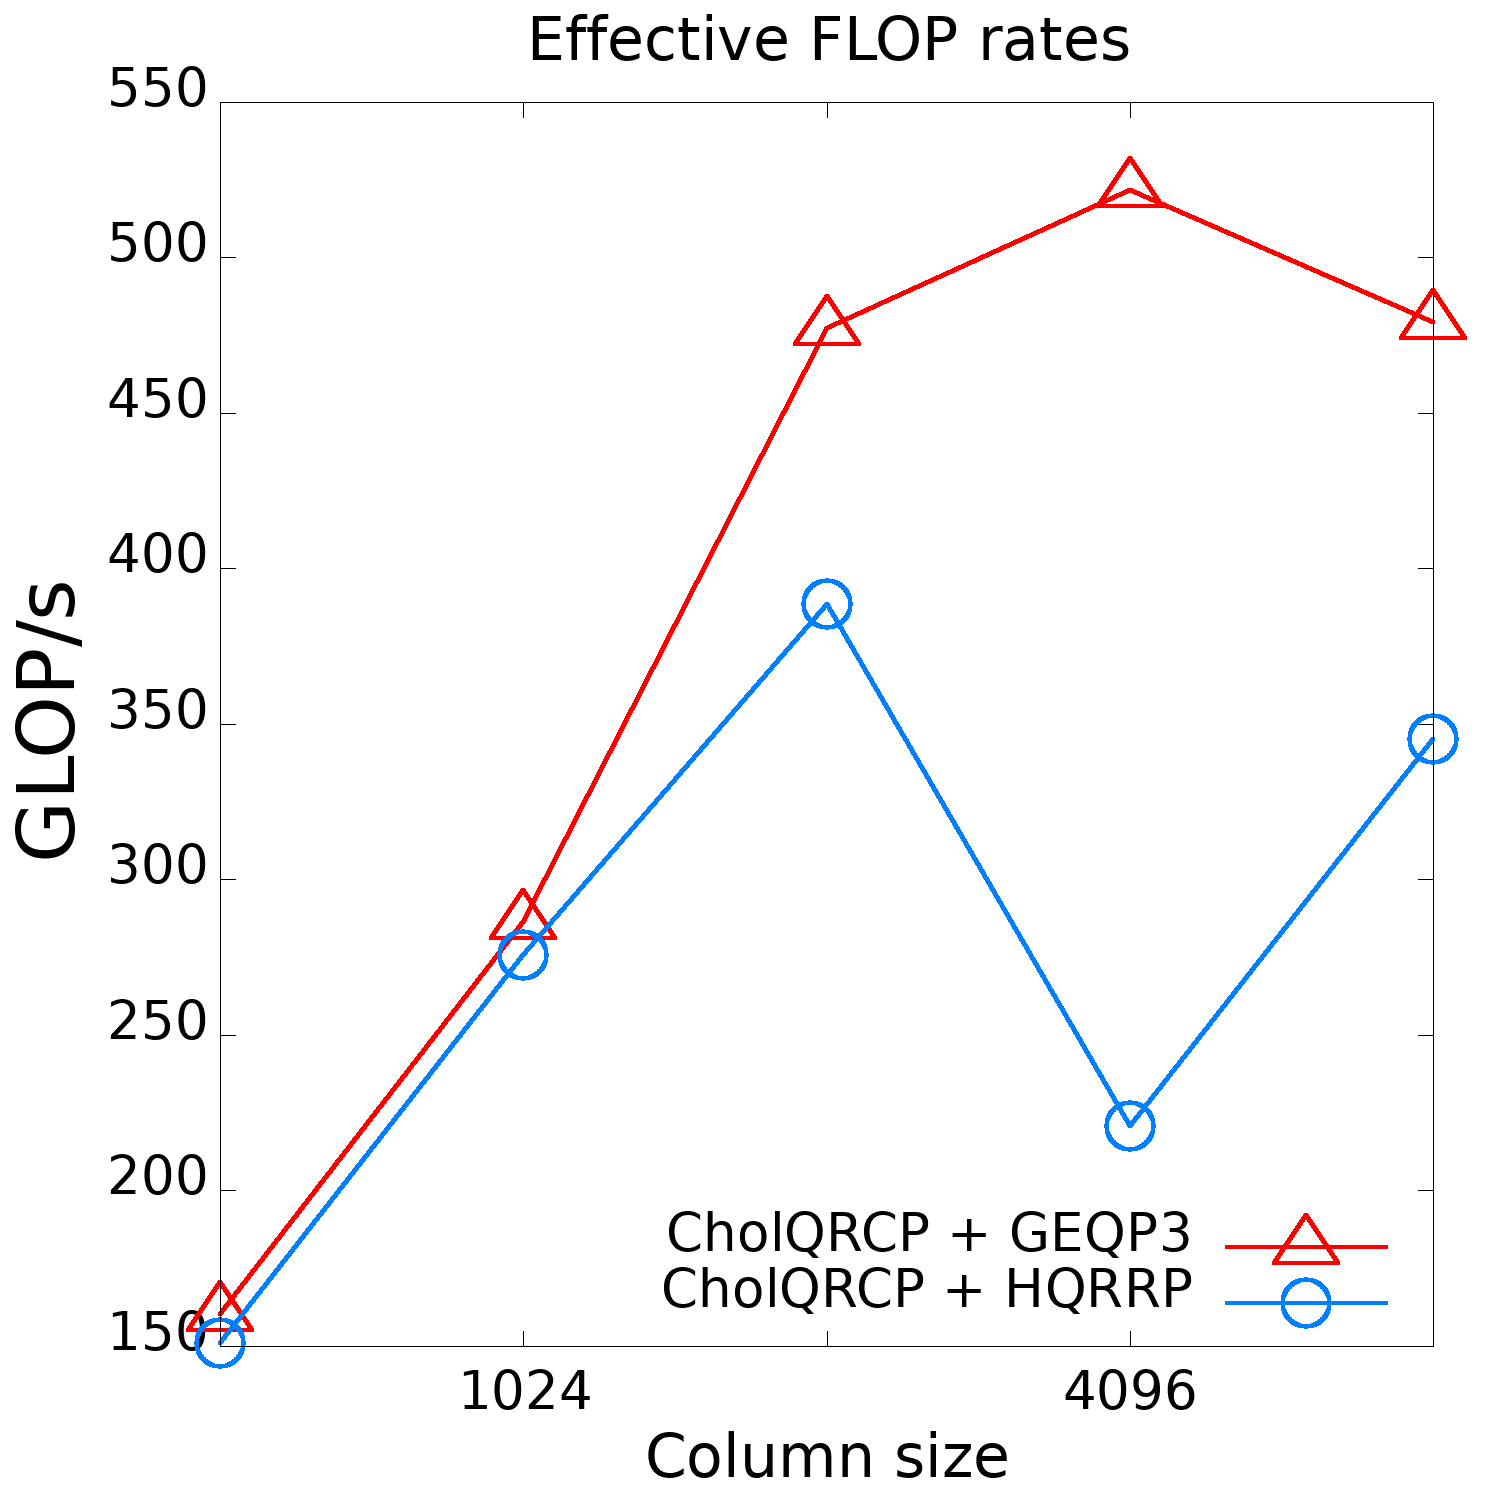 Effective FLOP rates
550
500
450
400
350
300
250
200
150
GLOP/s
CholQRCP + GEQP3
CholQRCP + HQRRP
1024
4096
Column size